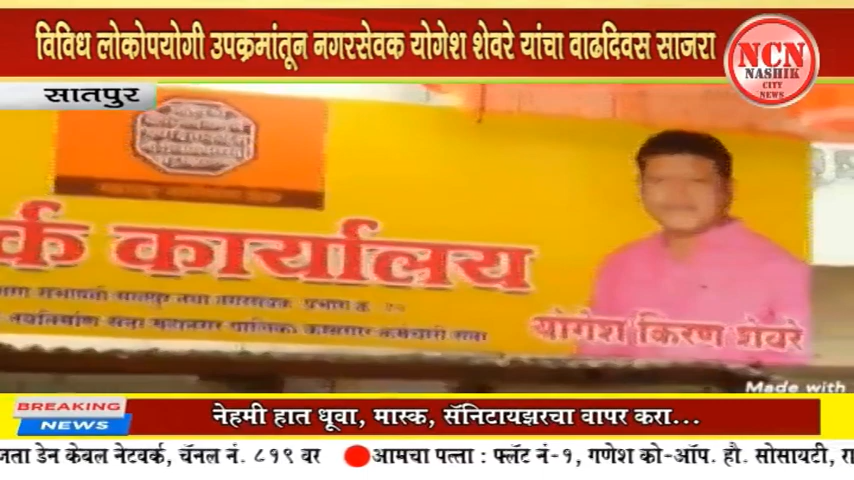 विविध लोकोपयोगी उपक्रमांतून नगरसेवक योगेश शेवरे यांचा वाढदिवस साजरा
NCN
NASHIK
CITY
NEWS
सातपूर
र्क कार्यालय
योगेश किरण शेवरे
Made with
BREAKING
NEWS
नेहमी हात धूवा, मास्क, सॅनिटायझरचा वापर करा...
जता डेन केबल नेटवर्क, चॅनल नं. ८१९ वर
आमचा पत्ता : फ्लॅट नं-१, गणेश को-ऑप. हौ. सोसायटी, रा